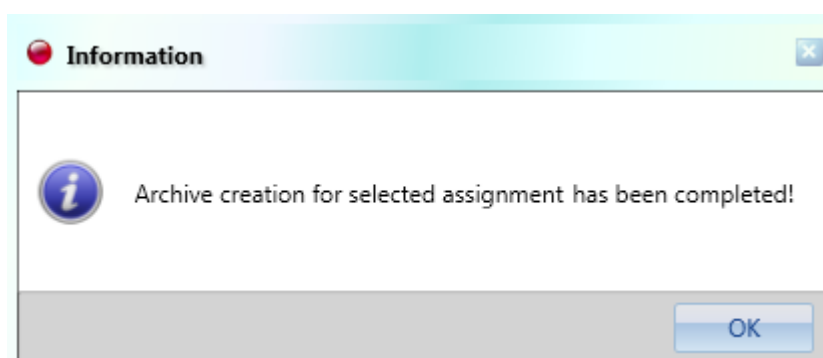 Information
Archive creation for selected assignment has been completed!
OK